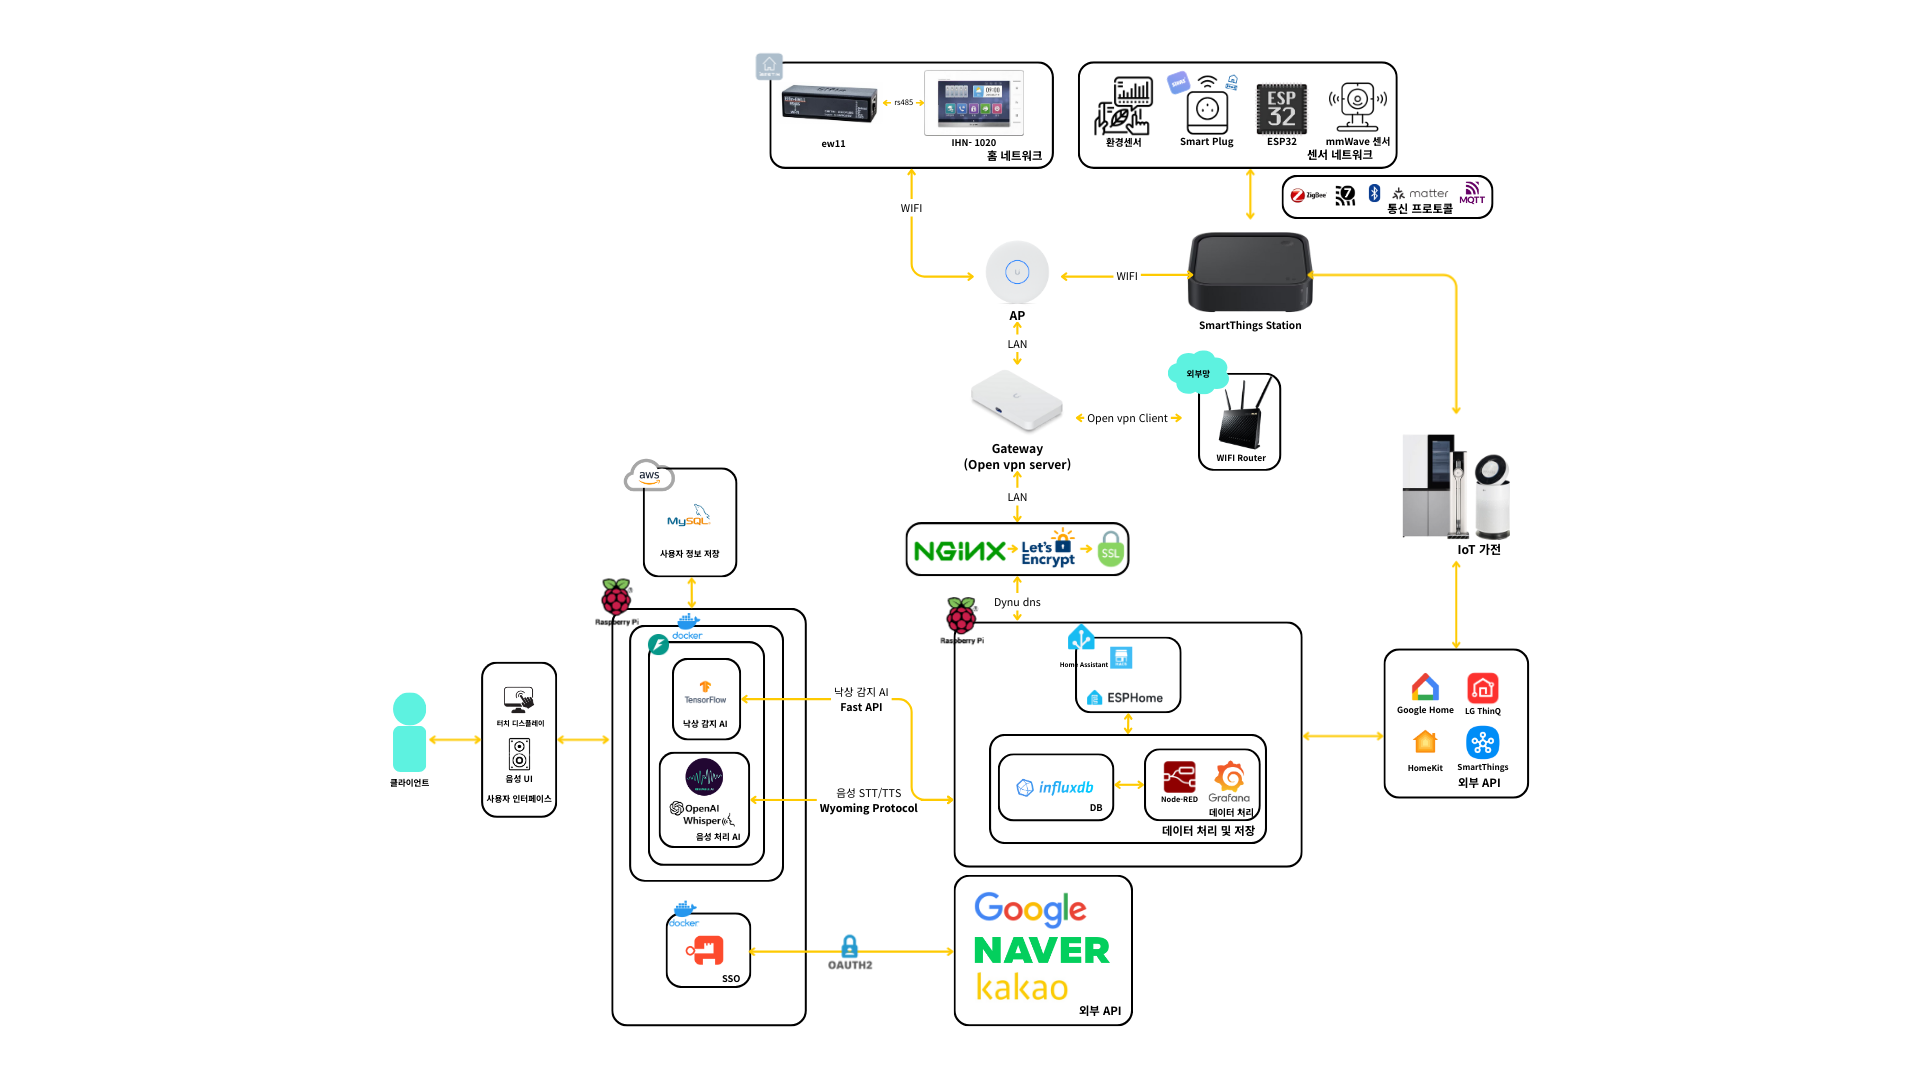 rs485
ew11
IHN- 1020
홈 네트워크
ESP
32
환경센서
Smart Plug
ESP32
mmWave 센서
센서 네트워크
ZigBee
matter
MQTT
통신 프로토콜
WIFI
WIFI
AP
SmartThings Station
LAN
외부망
Open vpn Client
WIFI Router
Gateway
(Open vpn server)
LAN
aws
MySQL
사용자 정보 저장
NGINX
Let's
Encrypt
SSL
IoT 가전
Dynu dns
Raspberry Pi
docker
Raspberry Pi
Home Assistant
ESPHome
TensorFlow
낙상 감지 AI
낙상 감지 AI
Fast API
터치 디스플레이
음성 UI
사용자 인터페이스
클라이언트
OpenAI
Whisper
음성 처리 AI
음성 STT/TTS
Wyoming Protocol
influxdb
DB
Node-RED
Grafana
데이터 처리
데이터 처리 및 저장
Google Home
LG ThinQ
HomeKit
SmartThings
외부 API
docker
SSO
OAUTH2
Google
NAVER
kakao
외부 API